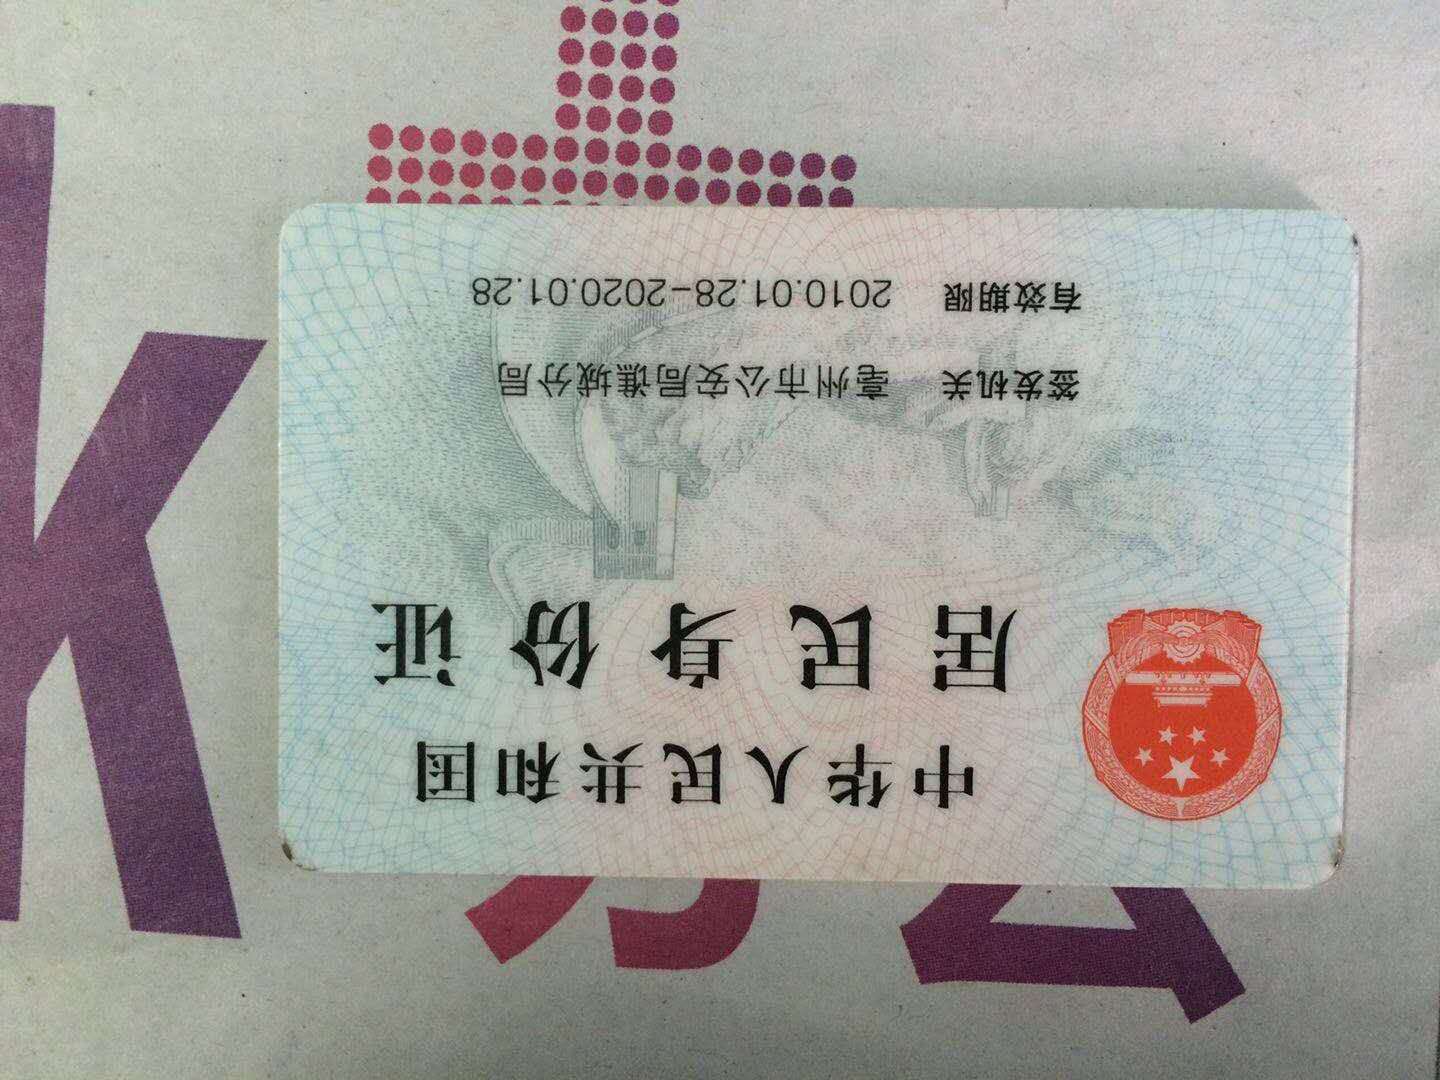 中华人民共和国
居民身份证
签发机关 亳州市公安局谯城分局
有效期限 2010.01.28-2020.01.28
k